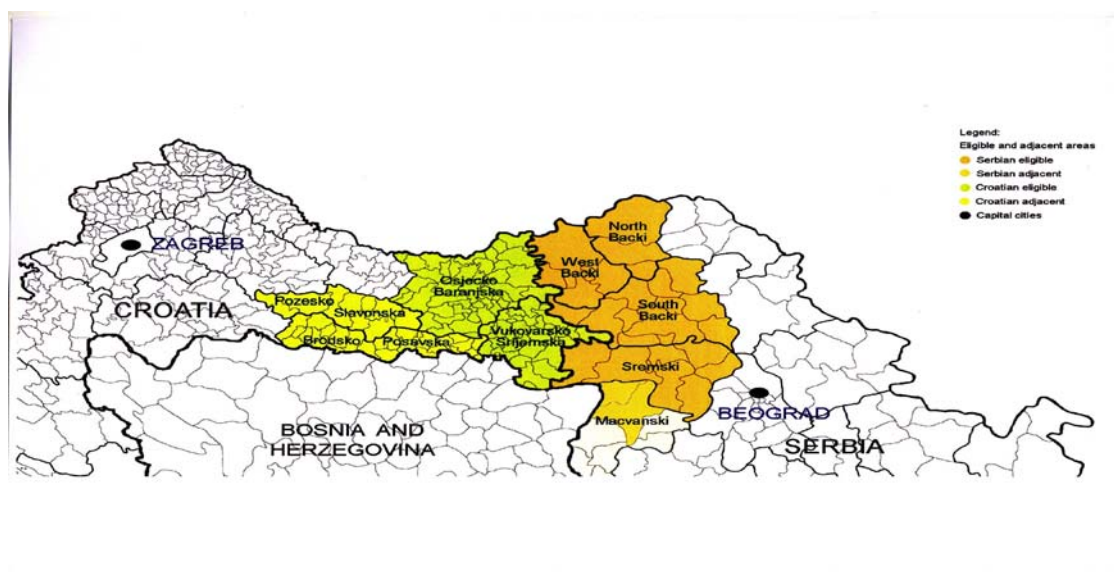 Legend:
Eligible and adjacent areas
Serbian eligible
Serbian adjacent
Croatian eligible
Croatian adjacent
Capital cities
North
Backi
ZAGREB
West
Backi
Osjecko
Baranjska
Pozesko
Slavonska
South
Backi
CROATIA
Vukovarsko
Srijemska
Brodsko
Posavska
Sremski
BEOGRAD
Macvanski
BOSNIA AND
HERZEGOVINA
SERBIA